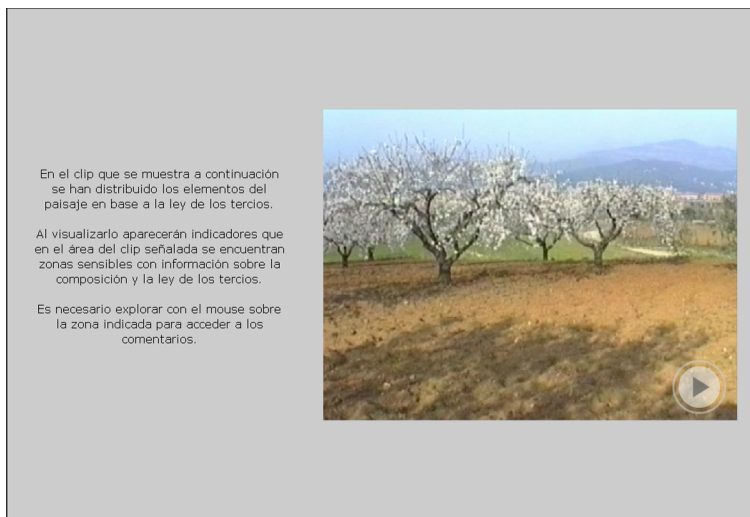 En el clip que se muestra a continuación
se han distribuido los elementos del
paisaje en base a la ley de los tercios.
Al visualizarlo aparecerán indicadores que
en el área del clip señalada se encuentran
zonas sensibles con información sobre la
composición y la ley de los tercios.
Es necesario explorar con el mouse sobre
la zona indicada para acceder a los
comentarios.